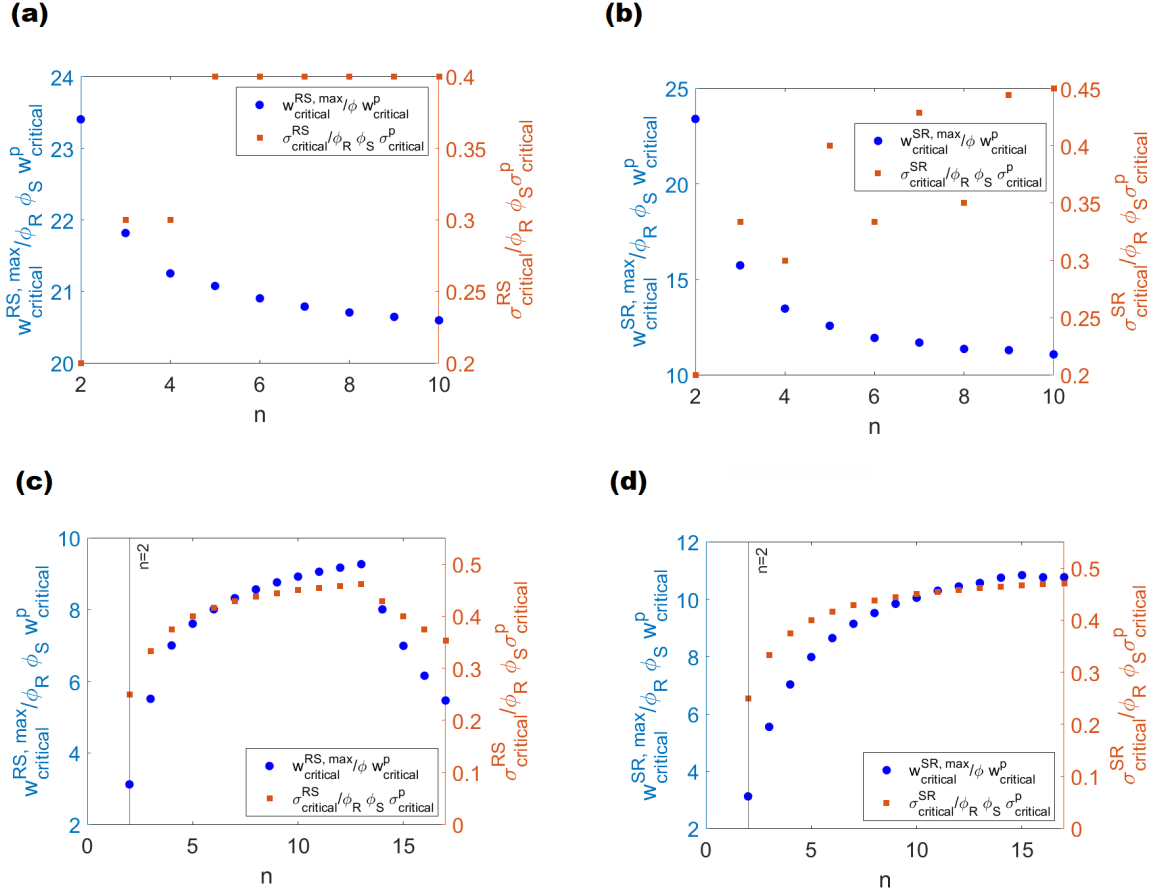 (a)
24
23
22
21
20
w^{RS, max}_{critical}/ϕ_R ϕ_S w^p_{critical}
w^{RS, max}_{critical}/ϕ w^p_{critical}
σ^{RS}_{critical}/ϕ_R ϕ_S σ^p_{critical}
0.4
0.35
0.3
0.25
0.2
σ^{RS}_{critical}/ϕ_R ϕ_S σ^p_{critical}
2 4 6 8 10
n
(b)
25
20
15
10
w^{SR, max}_{critical}/ϕ_R ϕ_S w^p_{critical}
w^{SR, max}_{critical}/ϕ w^p_{critical}
σ^{SR}_{critical}/ϕ_R ϕ_S σ^p_{critical}
0.45
0.4
0.35
0.3
0.25
0.2
σ^{SR}_{critical}/ϕ_R ϕ_S σ^p_{critical}
2 4 6 8 10
n
(c)
10
8
6
4
2
w^{RS, max}_{critical}/ϕ_R ϕ_S w^p_{critical}
n=2
w^{RS, max}_{critical}/ϕ w^p_{critical}
σ^{RS}_{critical}/ϕ_R ϕ_S σ^p_{critical}
0.5
0.4
0.3
0.2
0.1
0
σ^{RS}_{critical}/ϕ_R ϕ_S σ^p_{critical}
0 5 10 15
n
(d)
12
10
8
6
4
2
w^{SR, max}_{critical}/ϕ_R ϕ_S w^p_{critical}
n=2
w^{SR, max}_{critical}/ϕ w^p_{critical}
σ^{SR}_{critical}/ϕ_R ϕ_S σ^p_{critical}
0.5
0.4
0.3
0.2
0.1
0
σ^{SR}_{critical}/ϕ_R ϕ_S σ^p_{critical}
0 5 10 15
n